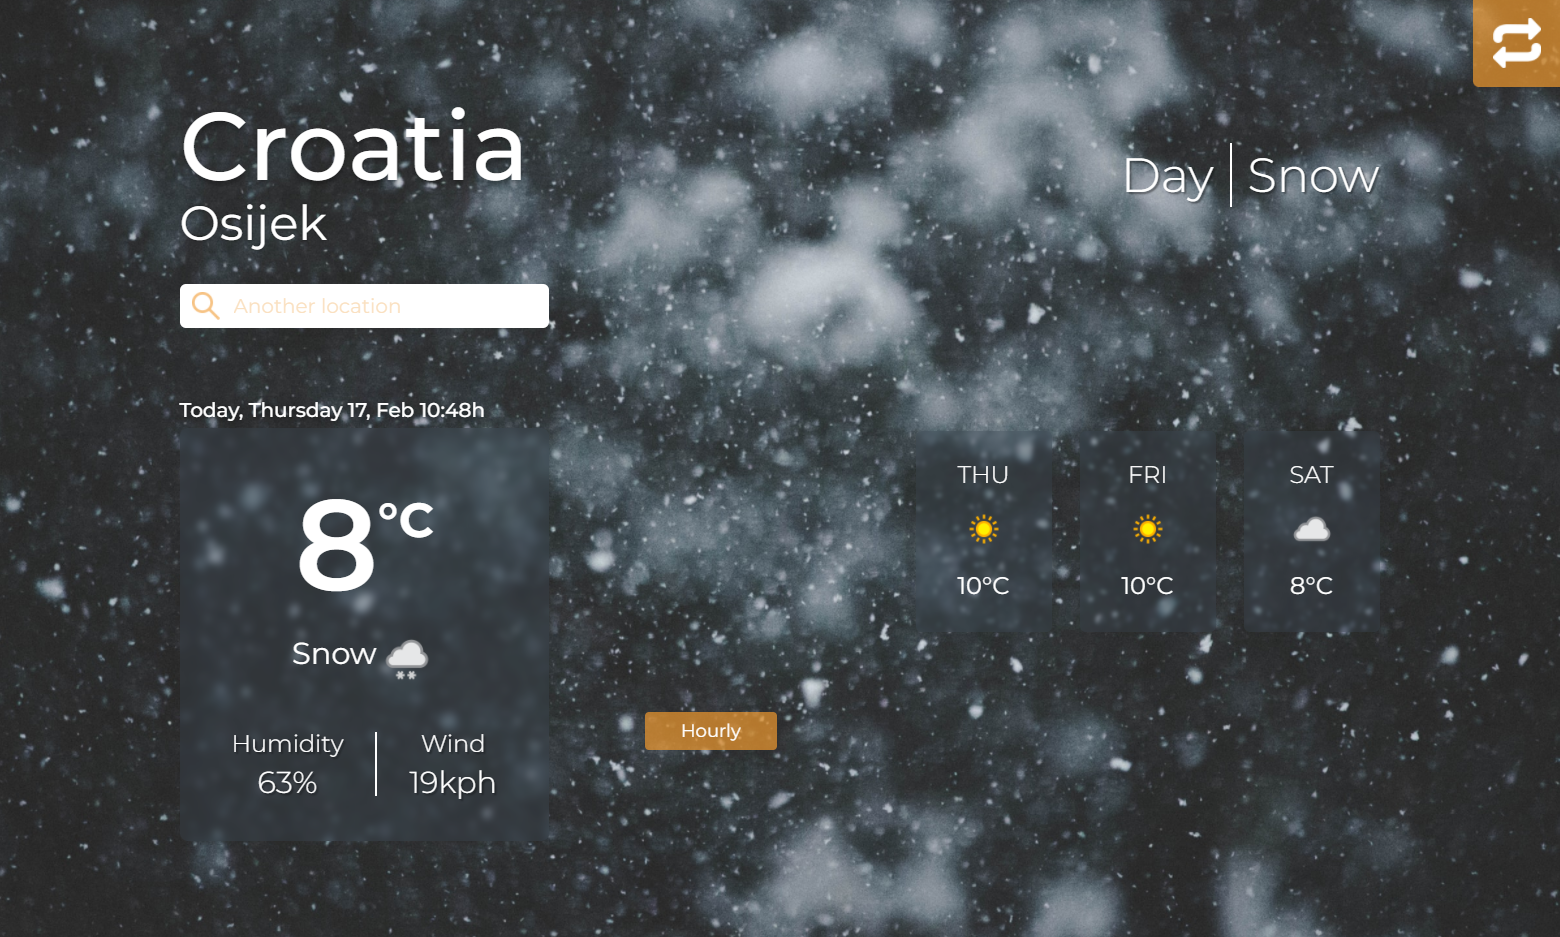 Croatia
Osijek
Day
Snow
Another location
Today, Thursday 17, Feb 10:48h
8°C
Snow
Humidity
63%
Wind
19kph
Hourly
THU
10°C
FRI
10°C
SAT
8°C